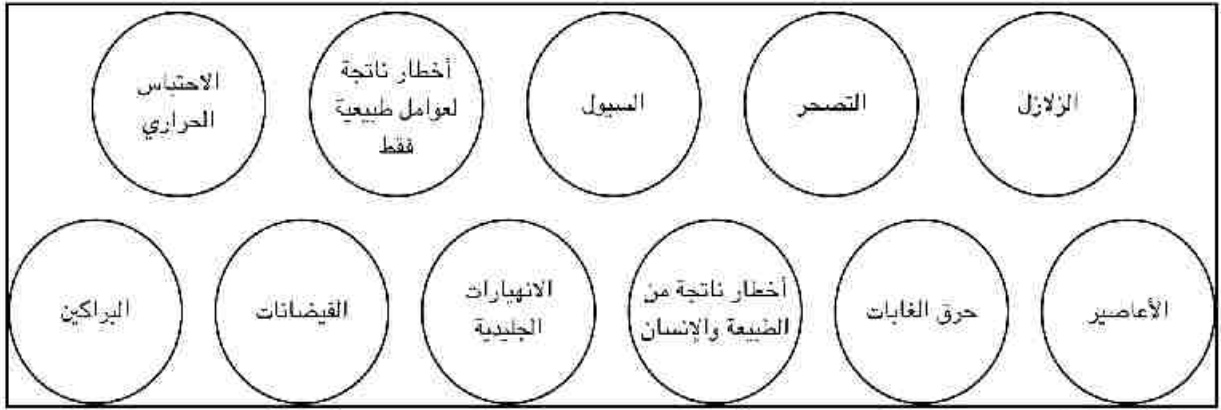 الزلازل
التصحر
السيول
أخطار ناتجة
لعوامل طبيعية
فقط
الاحتباس
الحراري
الأعاصير
حرق الغابات
أخطار ناتجة من
الطبيعة والإنسان
الانهيارات
الجليدية
الفيضانات
البراكين